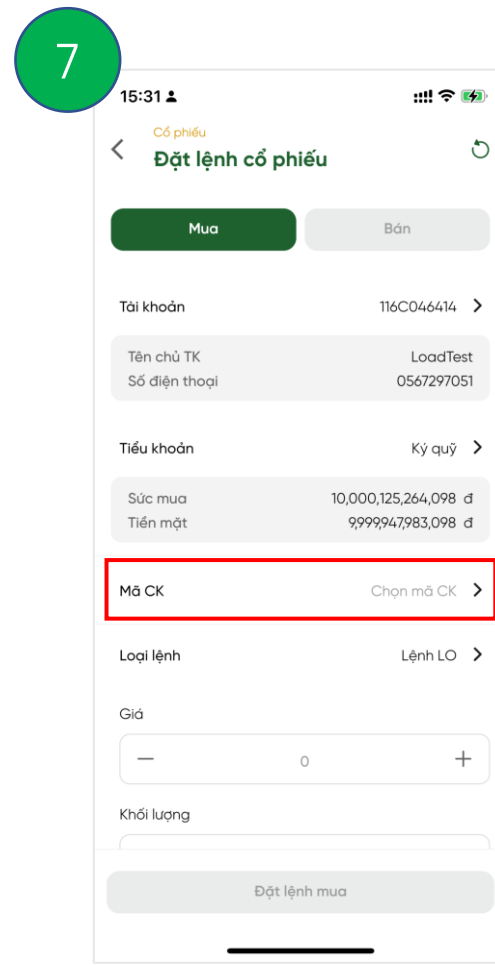 7
15:31
Cổ phiếu
Đặt lệnh cổ phiếu
Mua Bán
Tài khoản 116C046414
Tên chủ TK LoadTest
Số điện thoại 0567297051
Tiểu khoản Ký quỹ
Sức mua 10,000,125,264,098 đ
Tiền mặt 9,999,947,983,098 đ
Mã CK Chọn mã CK
Loại lệnh Lệnh LO
Giá
— 0 +
Khối lượng
Đặt lệnh mua